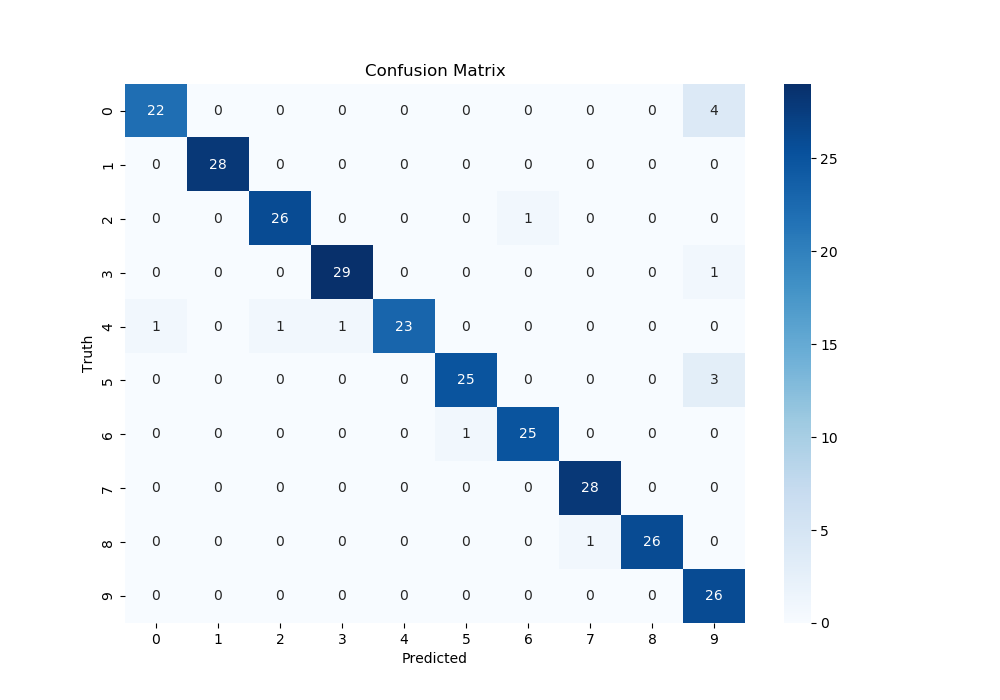 Confusion Matrix
0 22 0 0 0 0 0 0 0 0 4
1 0 28 0 0 0 0 0 0 0 0
2 0 0 26 0 0 0 1 0 0 0
3 0 0 0 29 0 0 0 0 0 1
4 1 0 1 1 23 0 0 0 0 0
5 0 0 0 0 0 25 0 0 0 3
6 0 0 0 0 0 1 25 0 0 0
7 0 0 0 0 0 0 0 28 0 0
8 0 0 0 0 0 0 0 1 26 0
9 0 0 0 0 0 0 0 0 0 26
0 1 2 3 4 5 6 7 8 9
Predicted
Truth
25
20
15
10
5
0